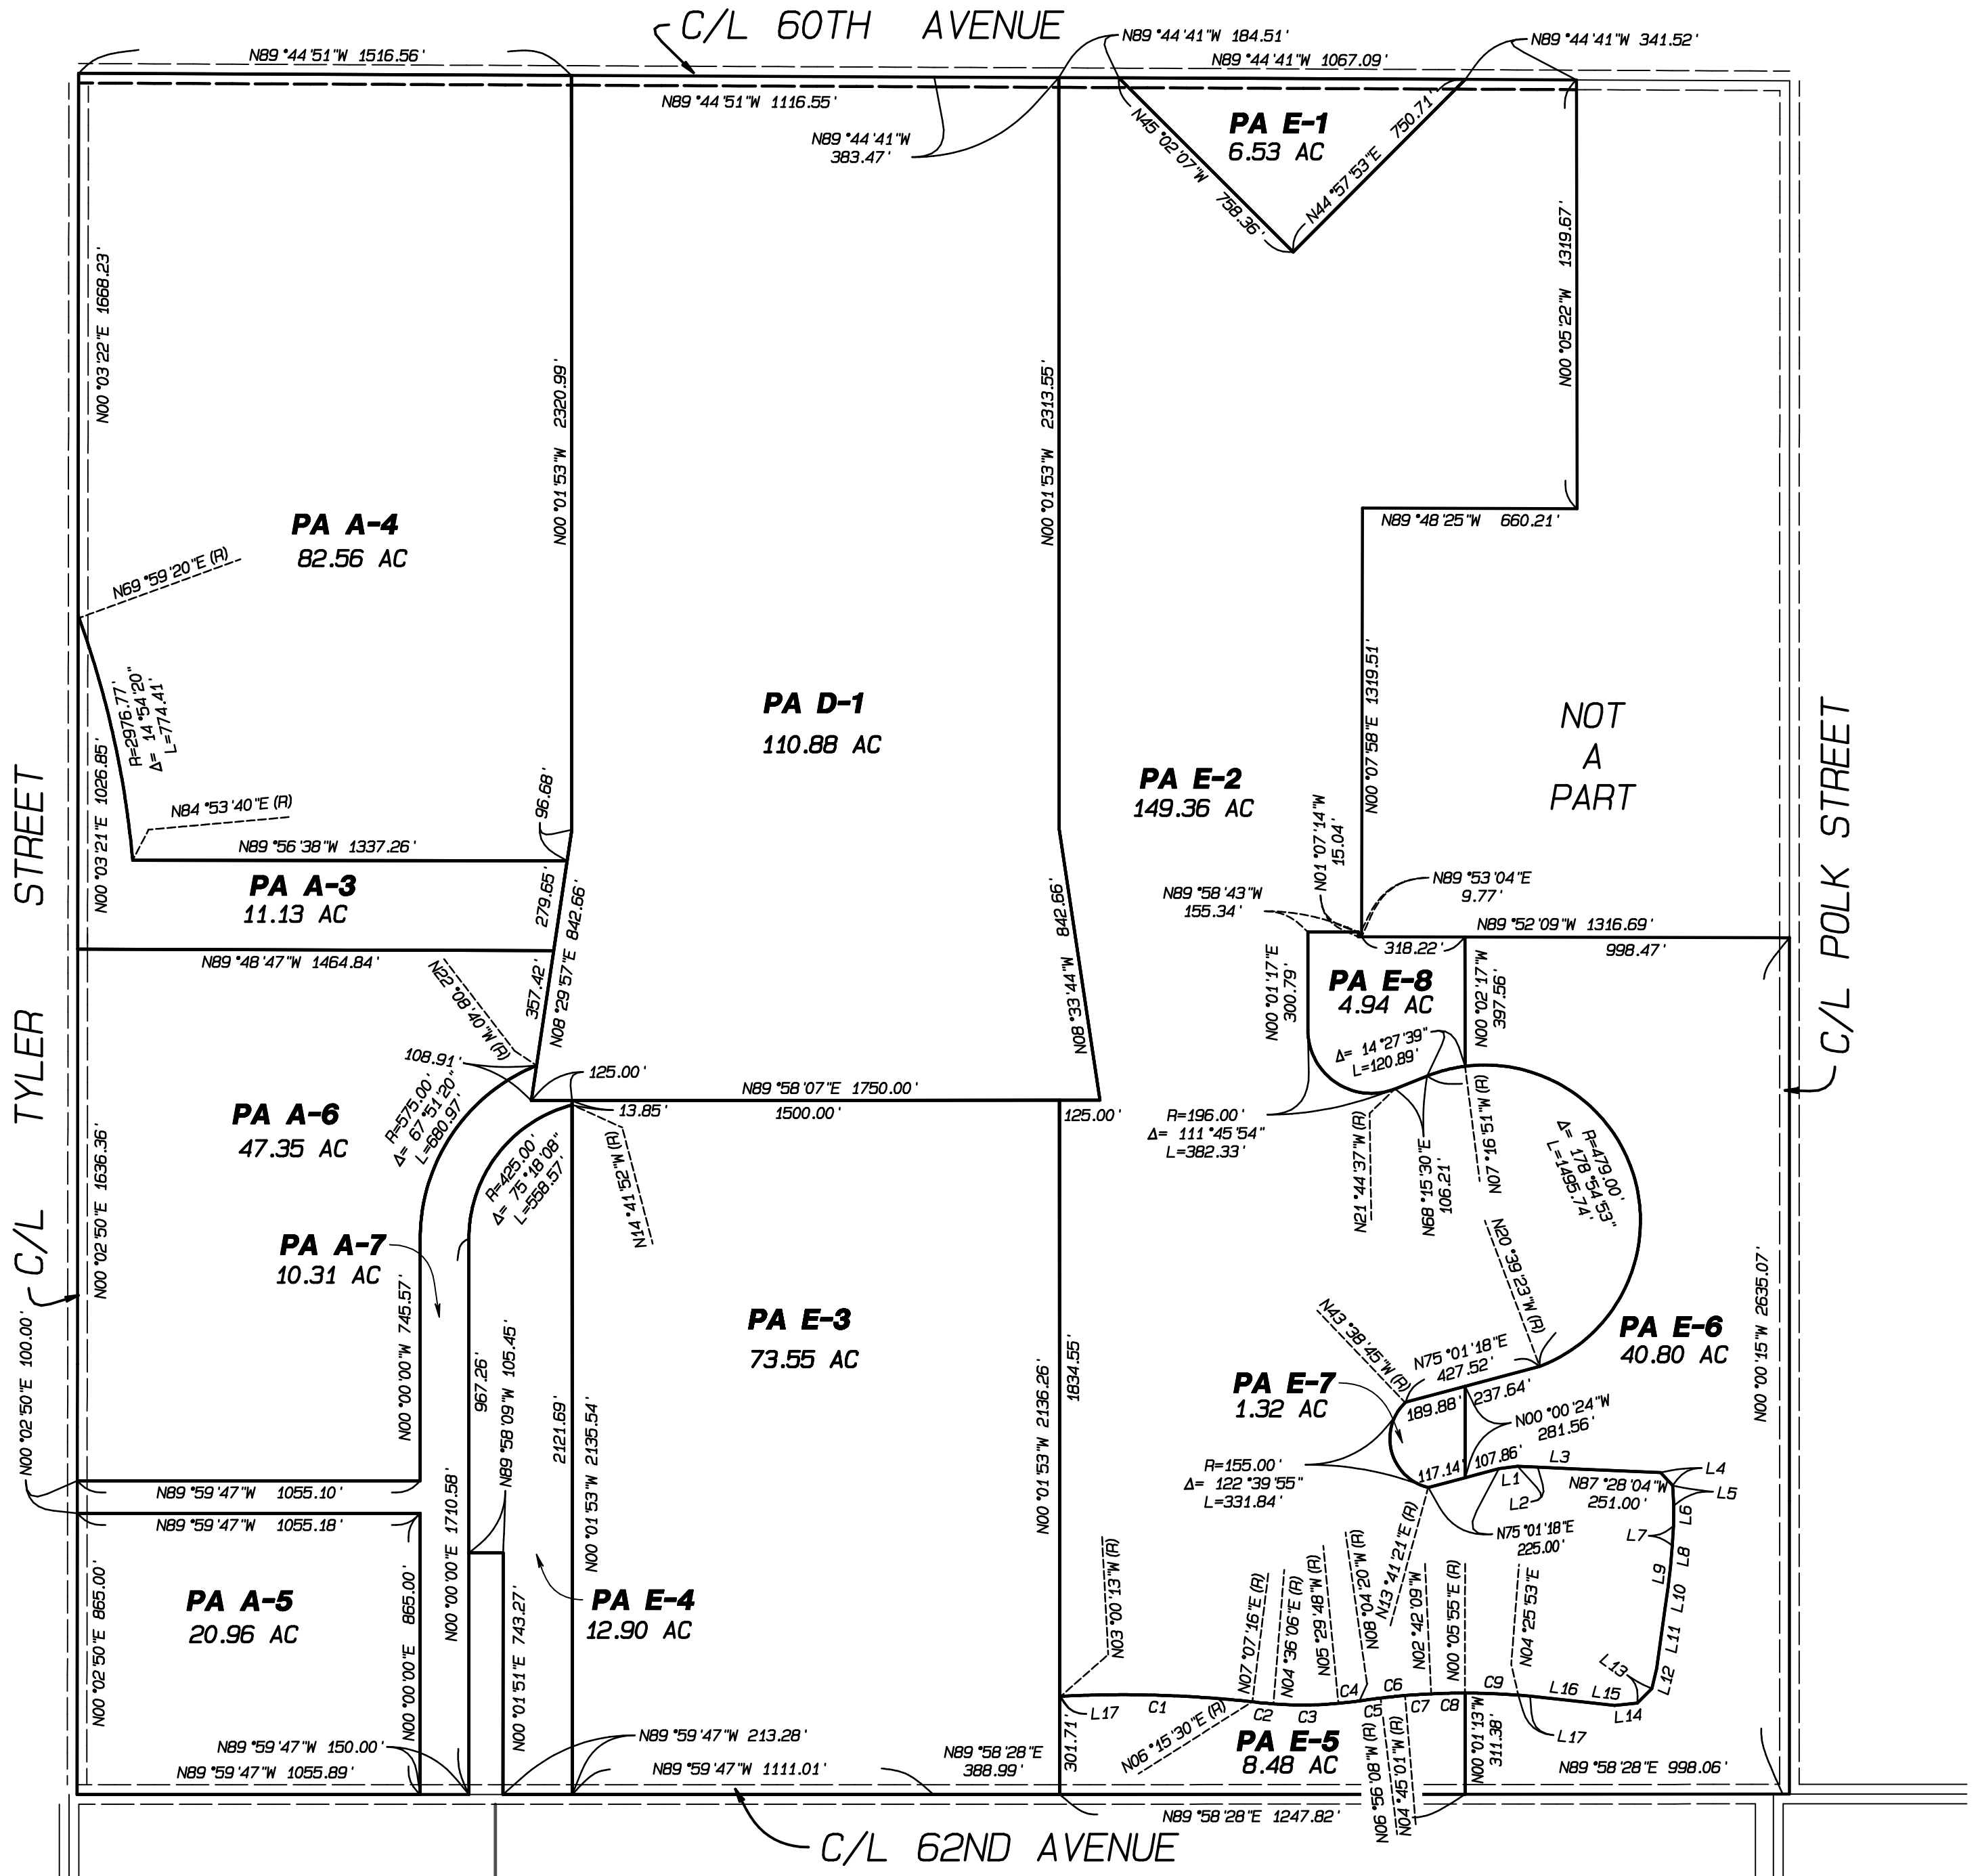 C/L 60TH AVENUE
N89°44'51"W 1516.56'
N89°44'41"W 184.51'
N89°44'41"W 1067.09'
N89°44'41"W 341.52'
N89°44'51"W 1116.55'
N89°44'41"W
383.47'
N45°02'07"W 758.36'
PA E-1
6.53 AC
N44°57'53"E 750.71'
N00°03'22"E 1668.23'
N00°01'53"W 2320.99'
N00°01'53"W 2313.55'
N00°05'22"W 1319.67'
N89°48'25"W 660.21'
PA A-4
82.56 AC
N69°59'20"E (R)
R=2976.77'
Δ= 14°54'20"
L=774.41'
N84°53'40"E (R)
N00°03'21"E 1026.85'
N89°56'38"W 1337.26'
96.68'
PA D-1
110.88 AC
PA E-2
149.36 AC
N00°07'58"E 1319.51'
NOT
A
PART
C/L TYLER STREET
C/L POLK STREET
PA A-3
11.13 AC
279.65'
N08°29'57"E 842.66'
357.42'
N89°48'47"W 1464.84'
N08°33'44"W 842.66'
N01°07'14"W
15.04'
N89°58'43"W
155.34'
N89°53'04"E
9.77'
N89°52'09"W 1316.69'
318.22'
998.47'
N00°01'17"E
300.79'
PA E-8
4.94 AC
N00°02'17"W
397.56'
Δ= 14°27'39"
L=120.89'
N22°08'40"W (R)
108.91'
125.00'
R=575.00'
Δ= 67°51'20"
L=680.97'
13.85'
N89°58'07"E 1750.00'
1500.00'
125.00'
R=196.00'
Δ= 111°45'54"
L=382.33'
N21°44'37"W (R)
N68°15'30"E
106.21'
N07°16'51"W (R)
R=479.00'
Δ= 178°54'53"
L=1495.74'
PA A-6
47.35 AC
N00°02'50"E 1636.36'
R=425.00'
Δ= 75°18'08"
L=558.57'
N14°41'52"W (R)
PA A-7
10.31 AC
N00°00'00"W 745.57'
967.26'
N89°58'09"W 105.45'
2121.69'
N00°01'53"W 2135.54'
PA E-3
73.55 AC
N00°01'53"W 2136.26'
1834.55'
N20°39'23"W (R)
N43°38'45"W (R)
N75°01'18"E
427.52'
PA E-6
40.80 AC
N00°00'15"W 2635.07'
PA E-7
1.32 AC
189.88'
237.64'
N00°00'24"W
281.56'
R=155.00'
Δ= 122°39'55"
L=331.84'
117.14'
107.86'
L1
L2
L3
N87°28'04"W
251.00'
L4
L5
L6
L7
L8
L9
L10
L11
L12
L13
L14
L15
L16
L17
N75°01'18"E
225.00'
N00°02'50"E 100.00'
N89°59'47"W 1055.10'
N89°59'47"W 1055.18'
N00°00'00"E 1710.58'
PA A-5
20.96 AC
N00°02'50"E 865.00'
N00°00'00"E 865.00'
N00°01'51"E 743.27'
PA E-4
12.90 AC
N89°59'47"W 150.00'
N89°59'47"W 1055.89'
N89°59'47"W 213.28'
N89°59'47"W 1111.01'
N89°58'28"E
388.99'
N03°00'13"W (R)
L17
C1
N06°15'30"E (R)
N07°07'16"E (R)
N04°36'06"E (R)
N05°29'48"W (R)
N08°04'20"W (R)
N13°41'21"E (R)
N02°42'09"W
N00°05'55"E (R)
N04°25'53"E
C2
C3
C4
C5
C6
C7
C8
C9
301.71'
PA E-5
8.48 AC
N06°56'08"W (R)
N04°45'01"W (R)
N00°01'13"W
311.38'
N89°58'28"E 998.06'
N89°58'28"E 1247.82'
C/L 62ND AVENUE